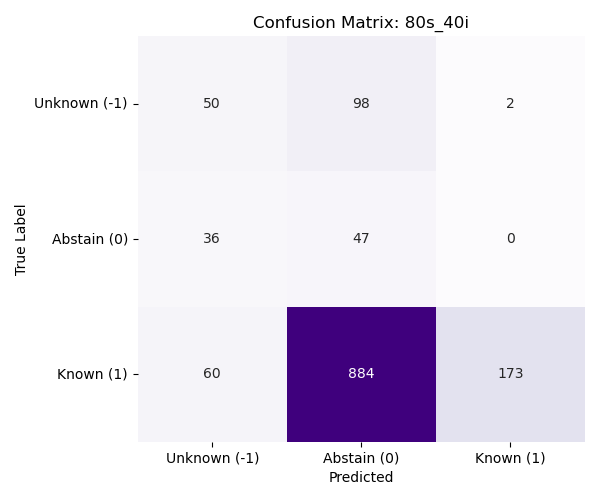 Confusion Matrix: 80s_40i
True Label
Unknown (-1) 50 98 2
Abstain (0) 36 47 0
Known (1) 60 884 173
Unknown (-1) Abstain (0) Known (1)
Predicted